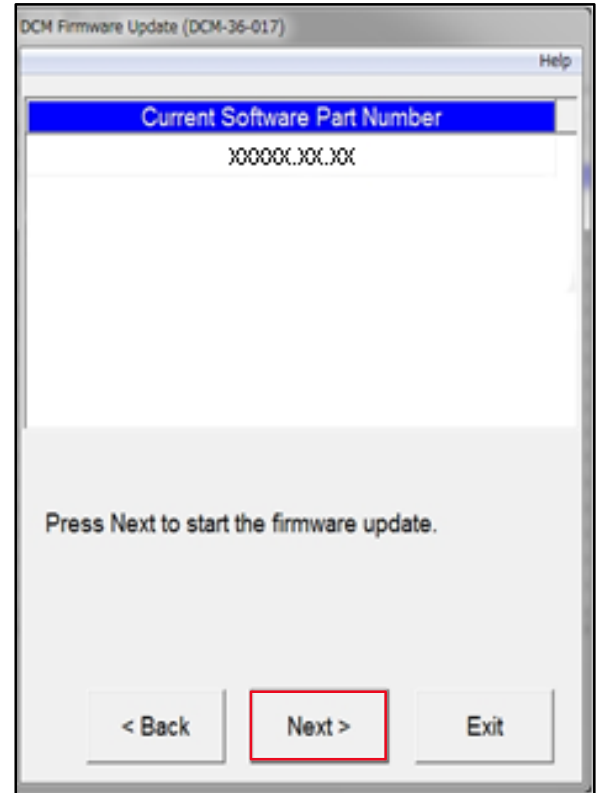 DCM Firmware Update (DCM-36-017)
Help
Current Software Part Number
XXXXX.XX.XX
Press Next to start the firmware update.
< Back
Next >
Exit